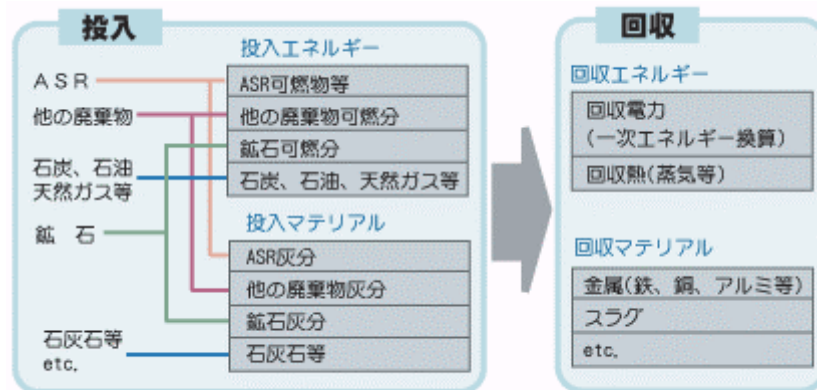 投入
投入エネルギー
ASR
ASR可燃物等
他の廃棄物
他の廃棄物可燃分
鉱石可燃分
石炭、石油
天然ガス等
石炭、石油、天然ガス等
投入マテリアル
鉱 石
ASR灰分
他の廃棄物灰分
鉱石灰分
石灰石等
etc.
石灰石等
回収
回収エネルギー
回収電力
(一次エネルギー換算)
回収熱(蒸気等)
回収マテリアル
金属(鉄、銅、アルミ等)
スラグ
etc.